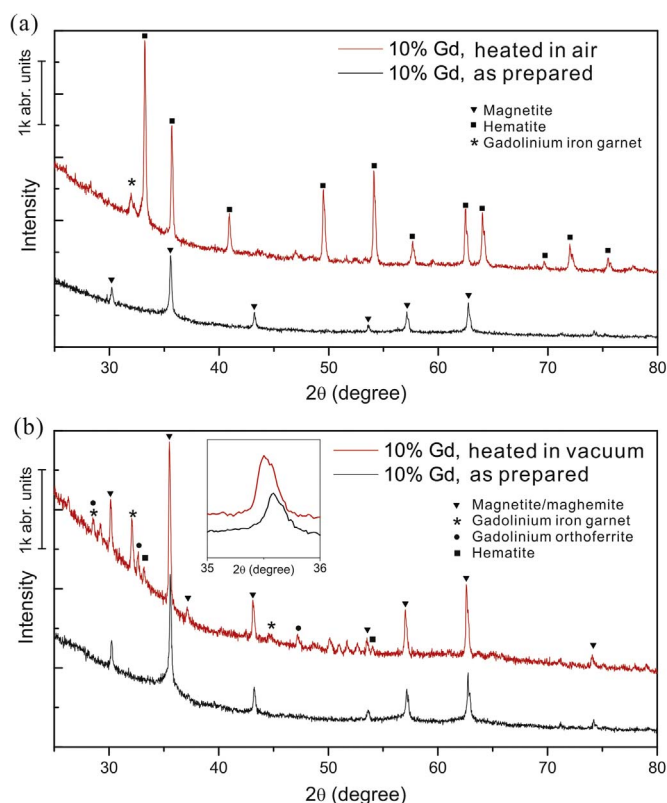 (a)
1k abr. units
Intensity
10% Gd, heated in air
10% Gd, as prepared
▼ Magnetite
■ Hematite
* Gadolinium iron garnet
30 40 50 60 70 80
2θ (degree)
(b)
1k abr. units
Intensity
10% Gd, heated in vacuum
10% Gd, as prepared
▼ Magnetite/maghemite
* Gadolinium iron garnet
● Gadolinium orthoferrite
■ Hematite
35 36
2θ (degree)
30 40 50 60 70 80
2θ (degree)